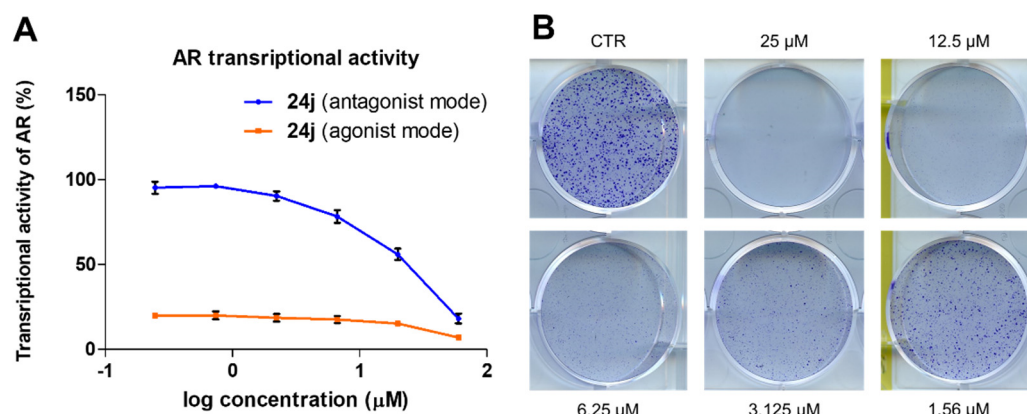 A
AR transriptional activity
Transriptional activity of AR (%)
150
100
50
0
24j (antagonist mode)
24j (agonist mode)
-1
0
1
2
log concentration (μM)
B
CTR
25 μM
12.5 μM
6.25 μM
3.125 μM
1.56 μM